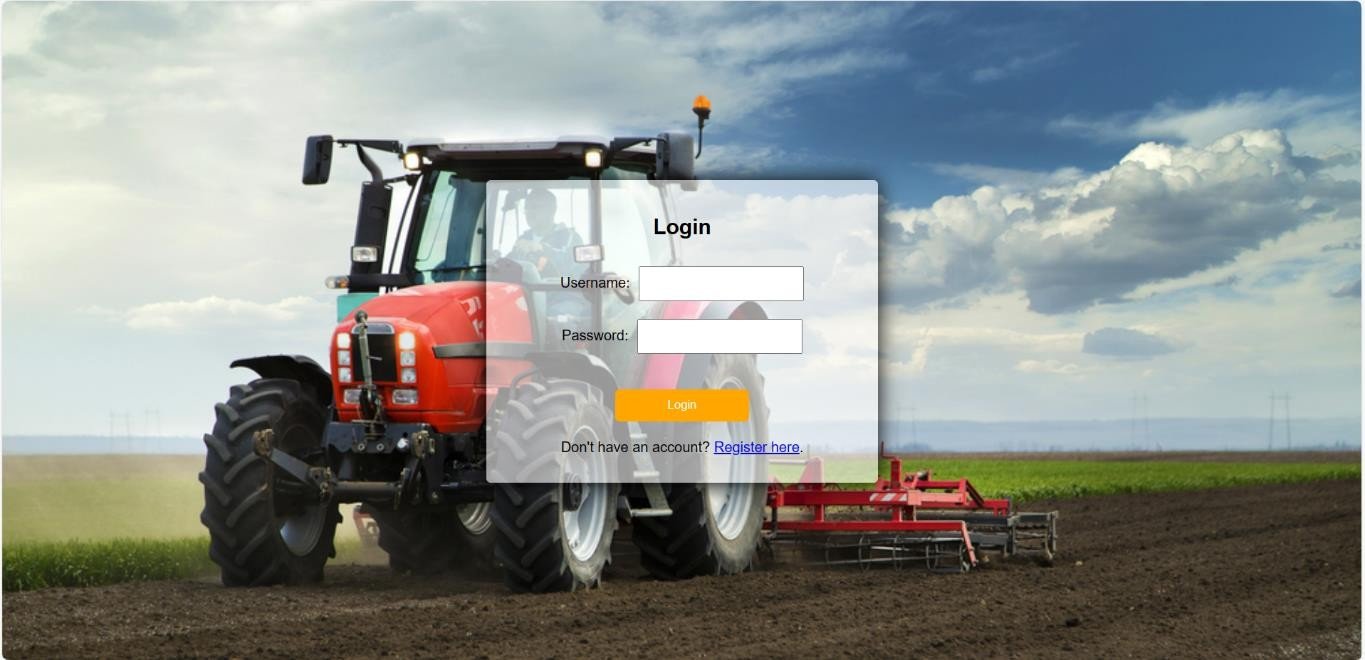 Login
Username:
Password:
Login
Don't have an account? Register here.